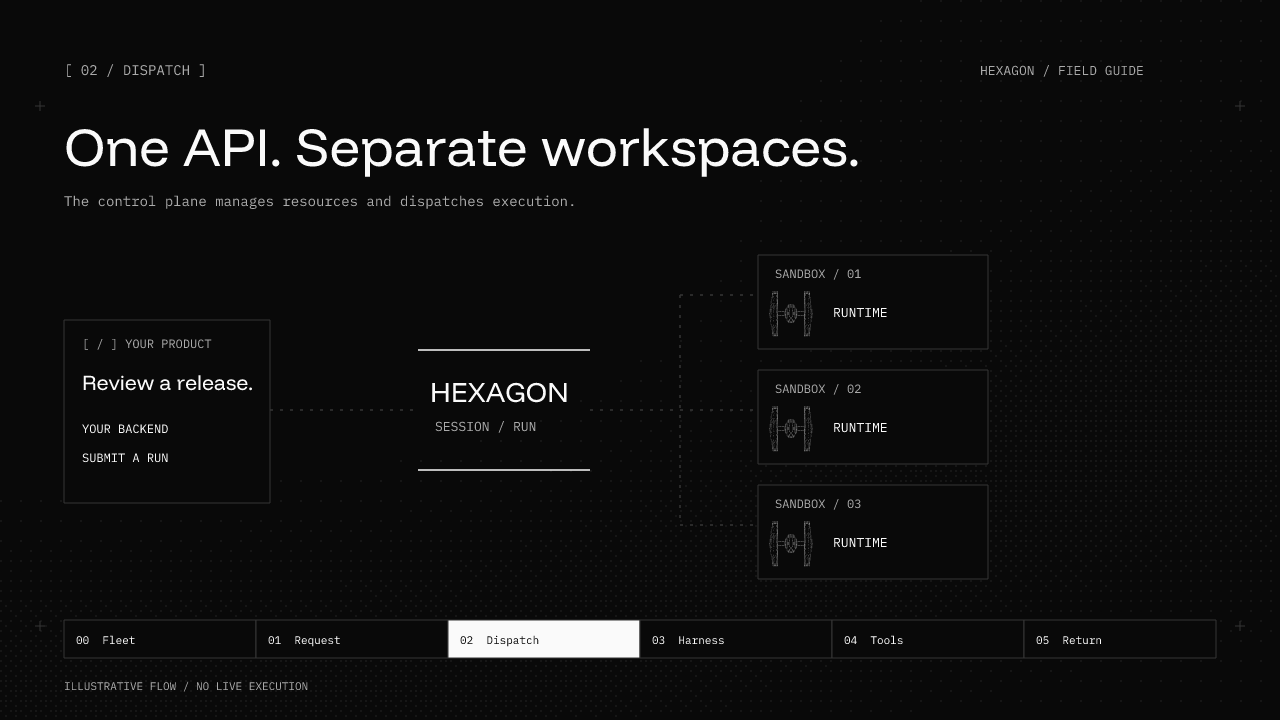 [ 02 / DISPATCH ]
HEXAGON / FIELD GUIDE
One API. Separate workspaces.
The control plane manages resources and dispatches execution.
[ / ] YOUR PRODUCT
Review a release.
YOUR BACKEND
SUBMIT A RUN
HEXAGON
SESSION / RUN
SANDBOX / 01
RUNTIME
SANDBOX / 02
RUNTIME
SANDBOX / 03
RUNTIME
00 Fleet
01 Request
02 Dispatch
03 Harness
04 Tools
05 Return
ILLUSTRATIVE FLOW / NO LIVE EXECUTION